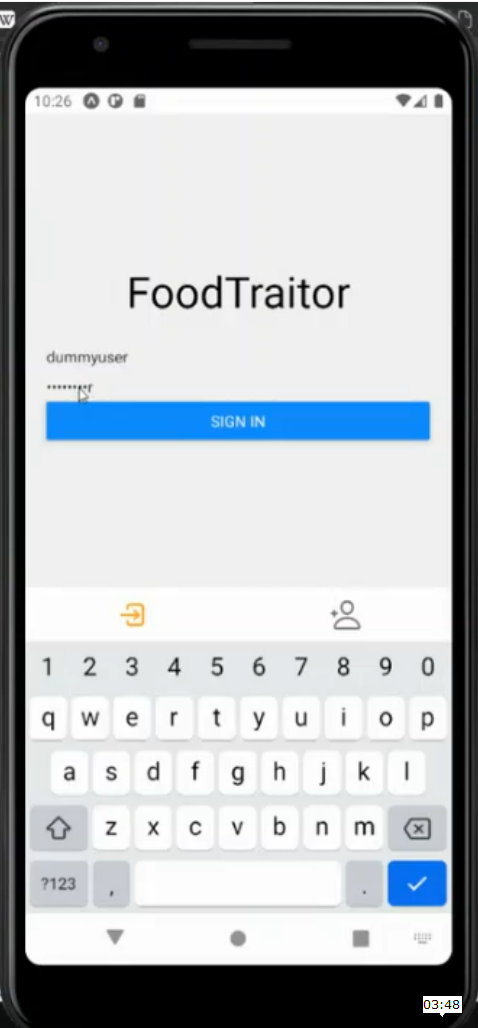 W
10:26
FoodTraitor
dummyuser
••••••••r
SIGN IN
1 2 3 4 5 6 7 8 9 0
q w e r t y u i o p
a s d f g h j k l
z x c v b n m
?123 , .
03:48